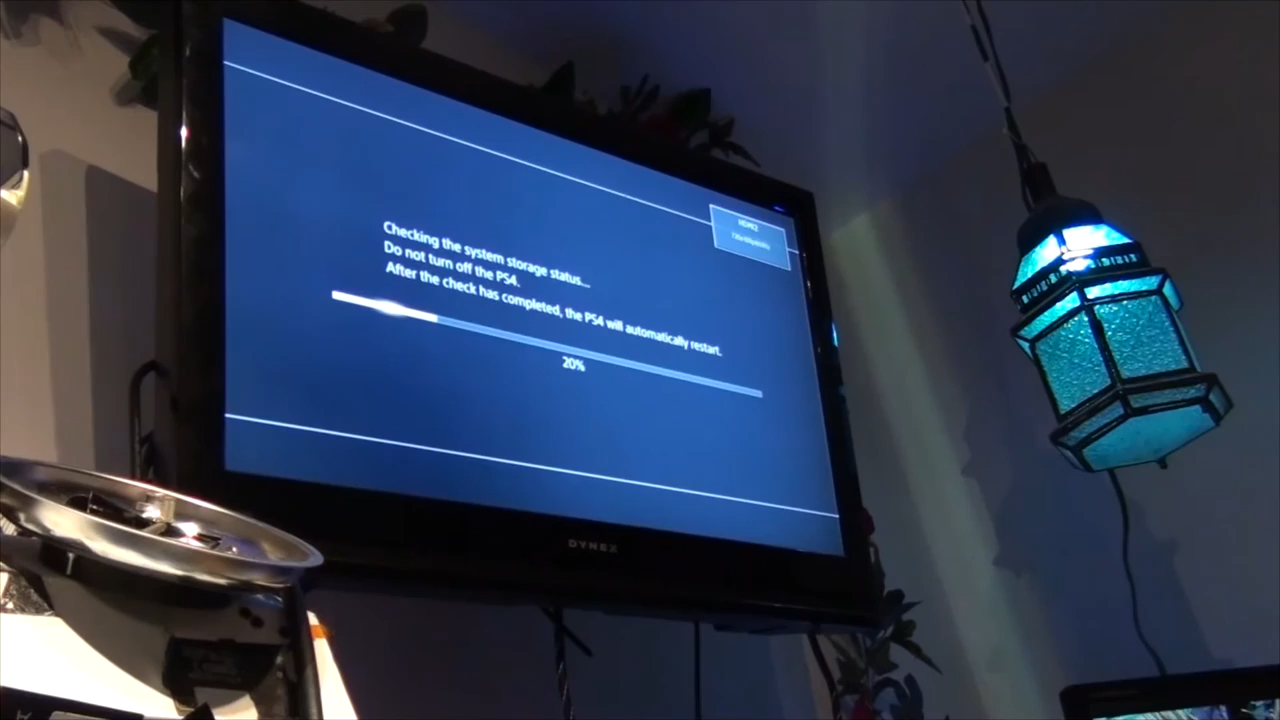 HDMI2
Checking the system storage status...
Do not turn off the PS4.
After the check has completed, the PS4 will automatically restart.
20%
DYNEX